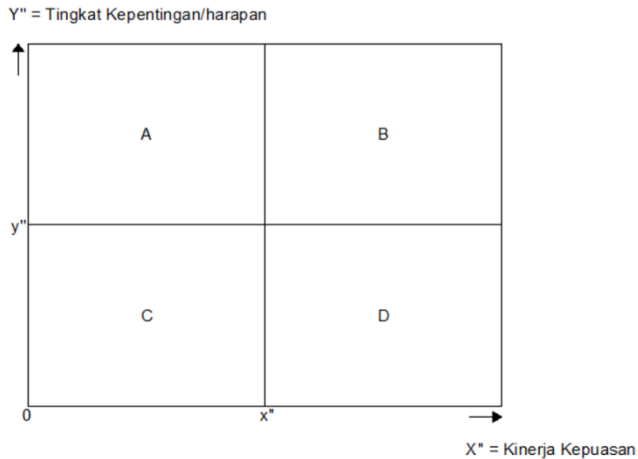 Y" = Tingkat Kepentingan/harapan
A
B
y"
C
D
0
x"
X" = Kinerja Kepuasan